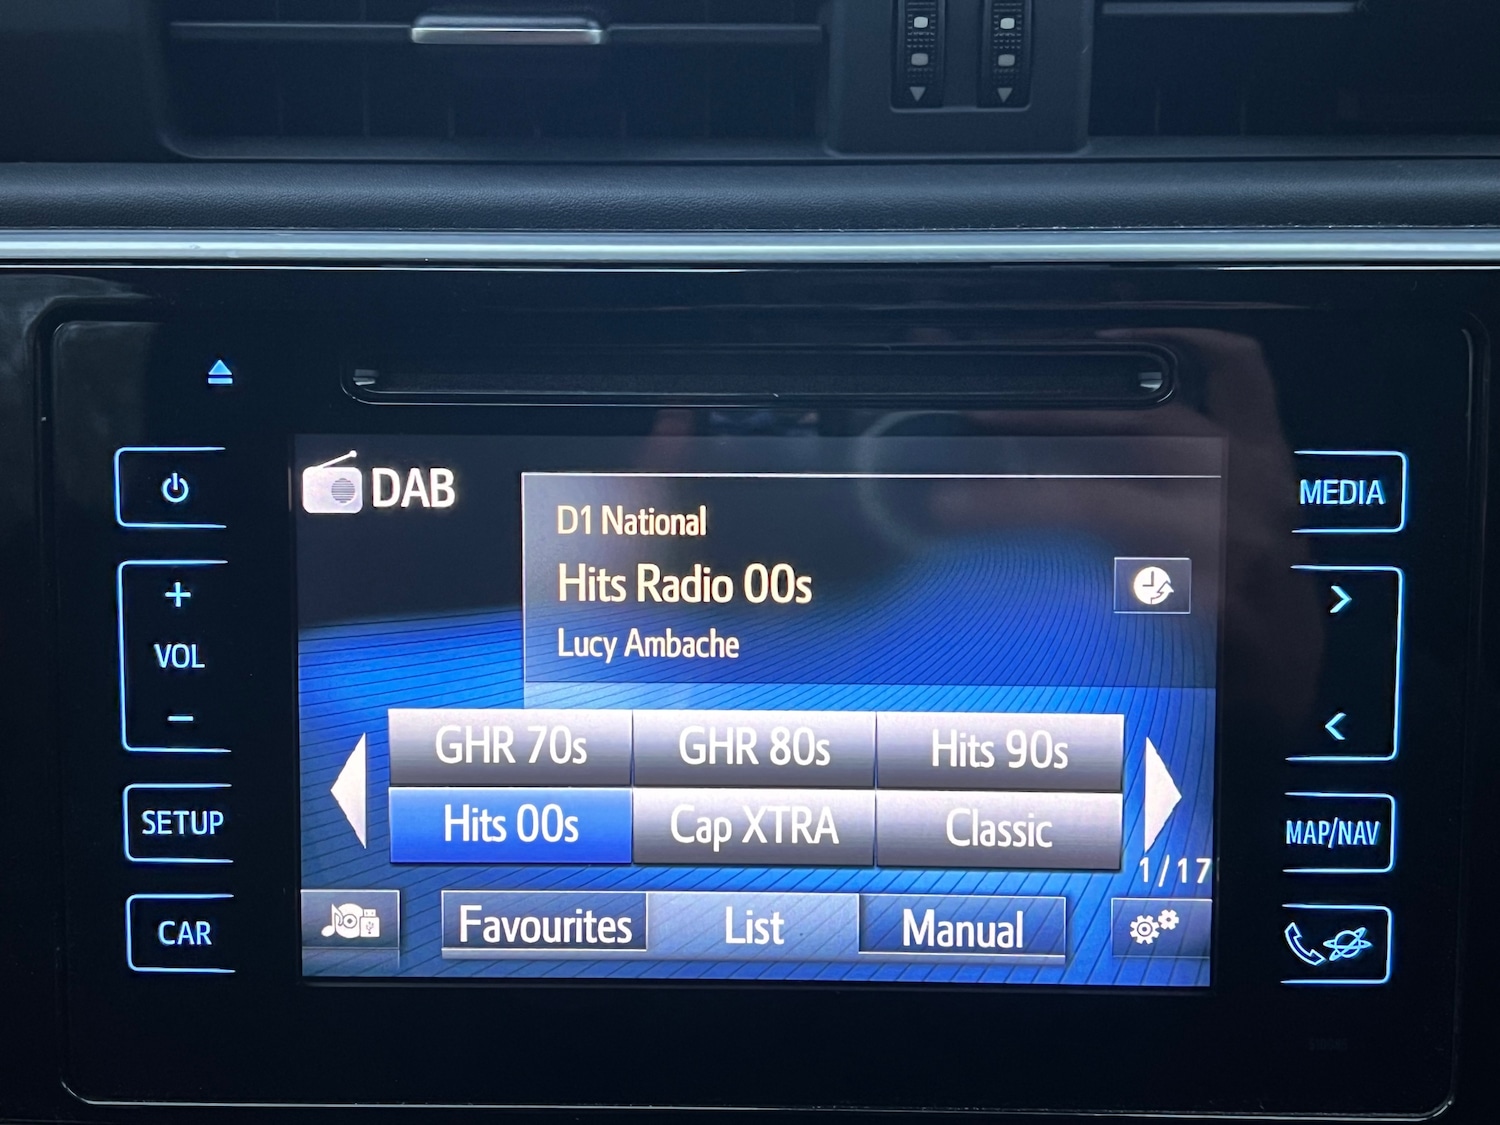 DAB
D1 National
Hits Radio 00s
Lucy Ambache
GHR 70s GHR 80s Hits 90s
Hits 00s Cap XTRA Classic
1/17
Favourites List Manual
VOL
SETUP
CAR
MEDIA
MAP/NAV